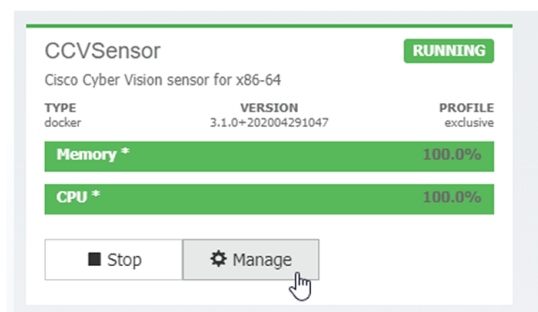 CCVSensor RUNNING
Cisco Cyber Vision sensor for x86-64
TYPE VERSION PROFILE
docker 3.1.0+202004291047 exclusive
Memory * 100.0%
CPU * 100.0%
Stop Manage